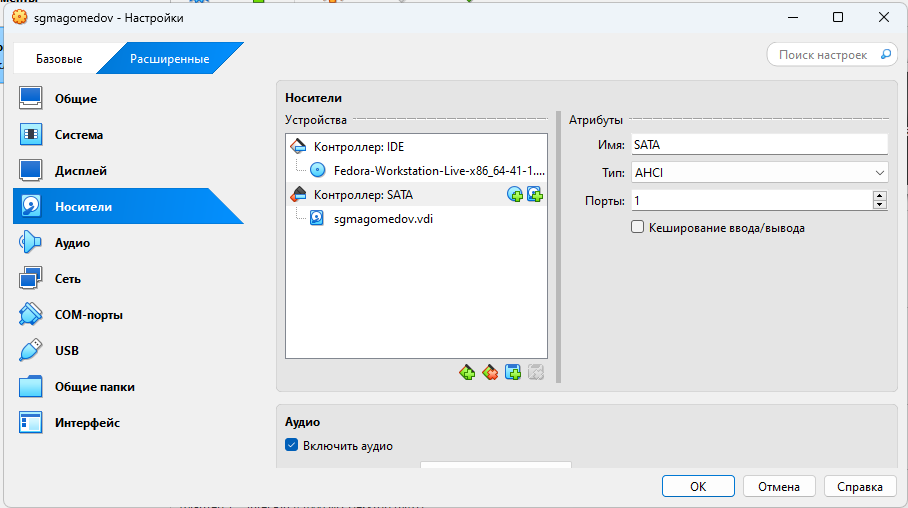 sgmagomedov - Настройки
Базовые
Расширенные
Поиск настроек
Общие
Система
Дисплей
Носители
Аудио
Сеть
COM-порты
USB
Общие папки
Интерфейс
Носители
Устройства
Контроллер: IDE
Fedora-Workstation-Live-x86_64-41-1....
Контроллер: SATA
sgmagomedov.vdi
Атрибуты
Имя: SATA
Тип: AHCI
Порты: 1
Кеширование ввода/вывода
Аудио
Включить аудио
OK
Отмена
Справка